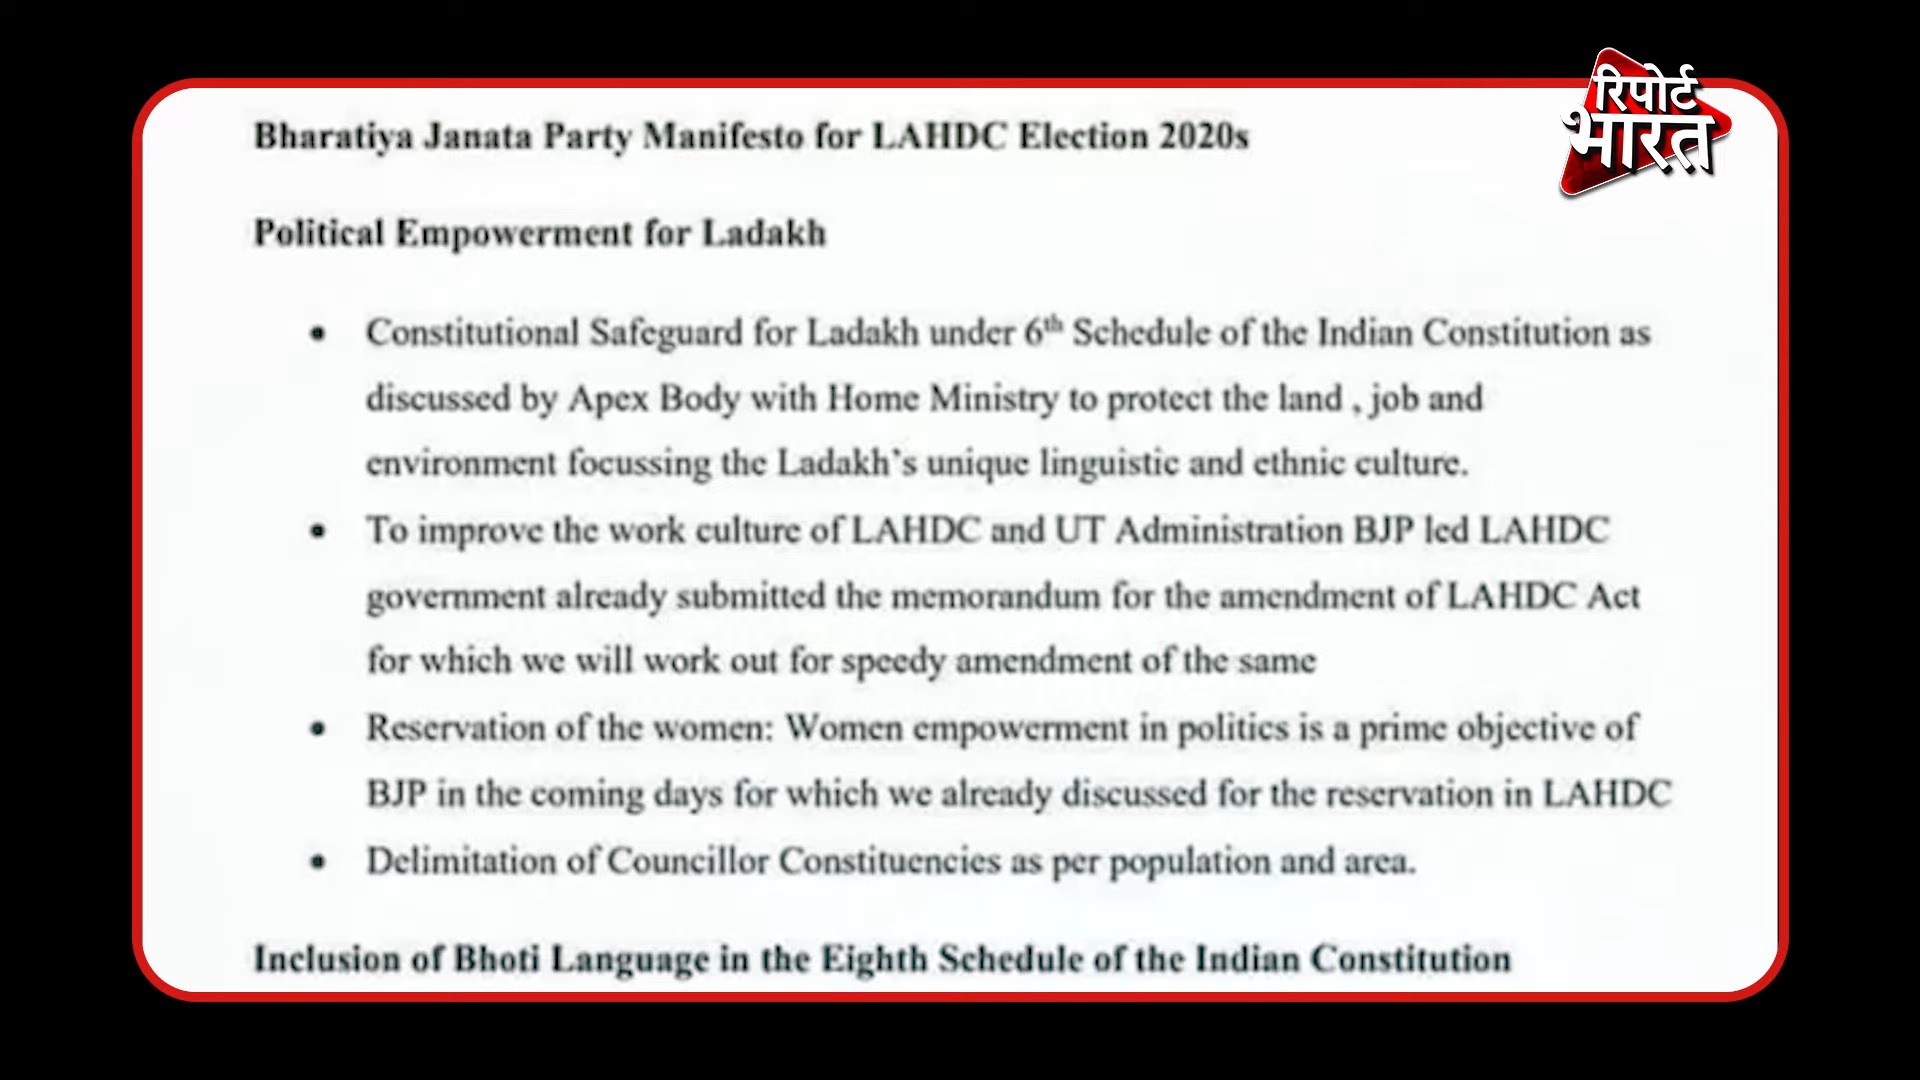 रिपोर्ट
भारत
Bharatiya Janata Party Manifesto for LAHDC Election 2020s
Political Empowerment for Ladakh
• Constitutional Safeguard for Ladakh under 6th Schedule of the Indian Constitution as
discussed by Apex Body with Home Ministry to protect the land , job and
environment focussing the Ladakh's unique linguistic and ethnic culture.
• To improve the work culture of LAHDC and UT Administration BJP led LAHDC
government already submitted the memorandum for the amendment of LAHDC Act
for which we will work out for speedy amendment of the same
• Reservation of the women: Women empowerment in politics is a prime objective of
BJP in the coming days for which we already discussed for the reservation in LAHDC
• Delimitation of Councillor Constituencies as per population and area.
Inclusion of Bhoti Language in the Eighth Schedule of the Indian Constitution